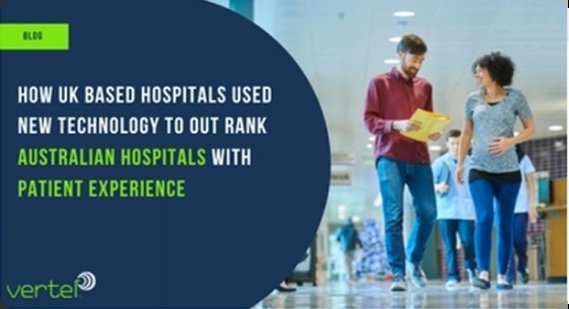 BLOG
HOW UK BASED HOSPITALS USED
NEW TECHNOLOGY TO OUT RANK
AUSTRALIAN HOSPITALS WITH
PATIENT EXPERIENCE
vertel